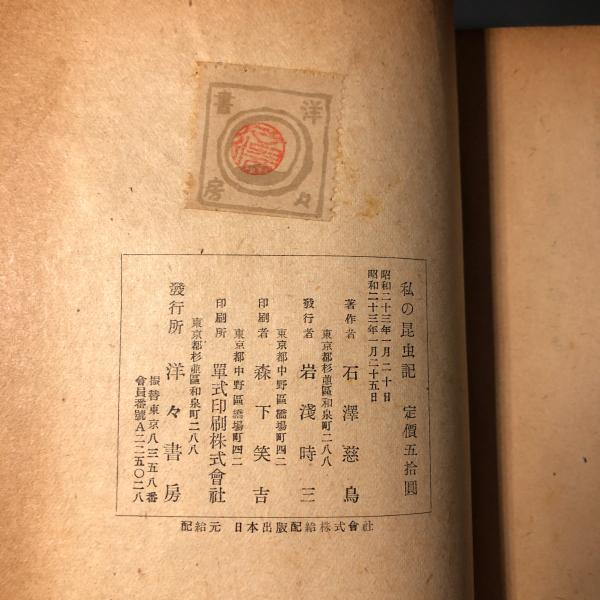 洋
々
書
房
私の昆虫記　定價五拾圓
昭和二十三年一月二十日
昭和二十三年一月二十五日
著作者　石澤慈鳥
東京都杉並區和泉町二八八
發行者　岩淺時三
東京都中野區橋場町四二
印刷者　森下笑吉
東京都中野區橋場町四二
印刷所　單式印刷株式會社
東京都杉並區和泉町二八八
發行所　洋々書房
振替東京八三五八番
會員番號A二二五〇二八
配給元　日本出版配給株式會社